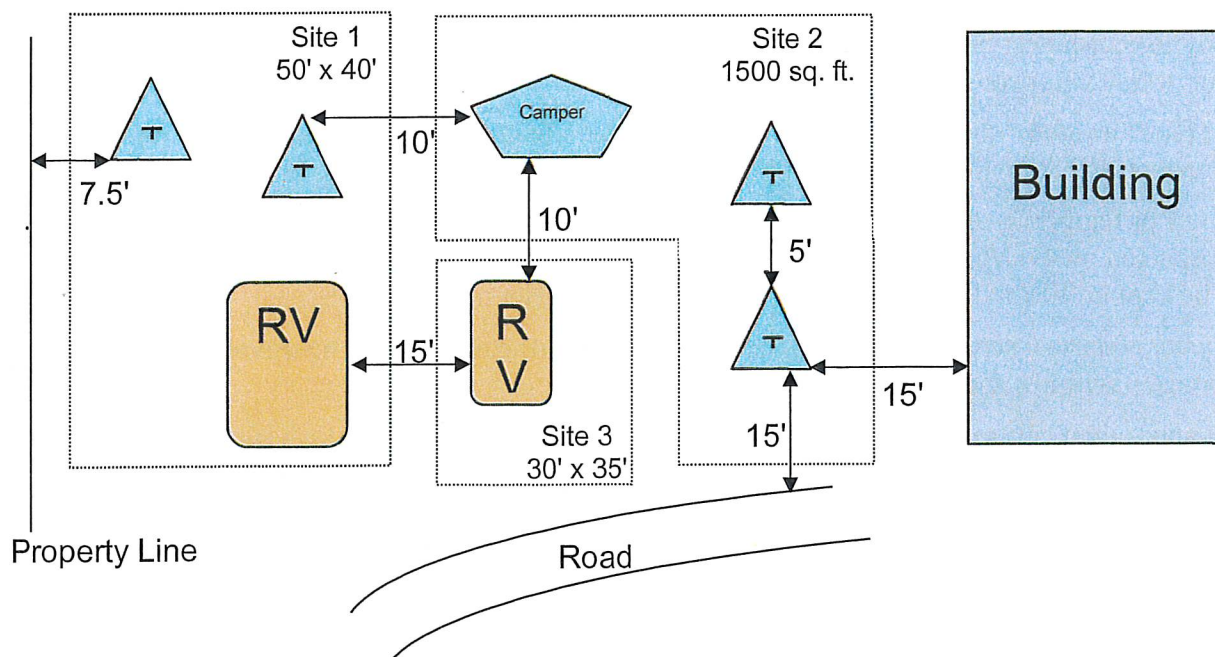 Site 1
50' x 40'
Site 2
1500 sq. ft.
Camper
T
T
T
10'
7.5'
Building
10'
5'
RV
R
V
T
15'
15'
15'
Site 3
30' x 35'
Property Line
Road